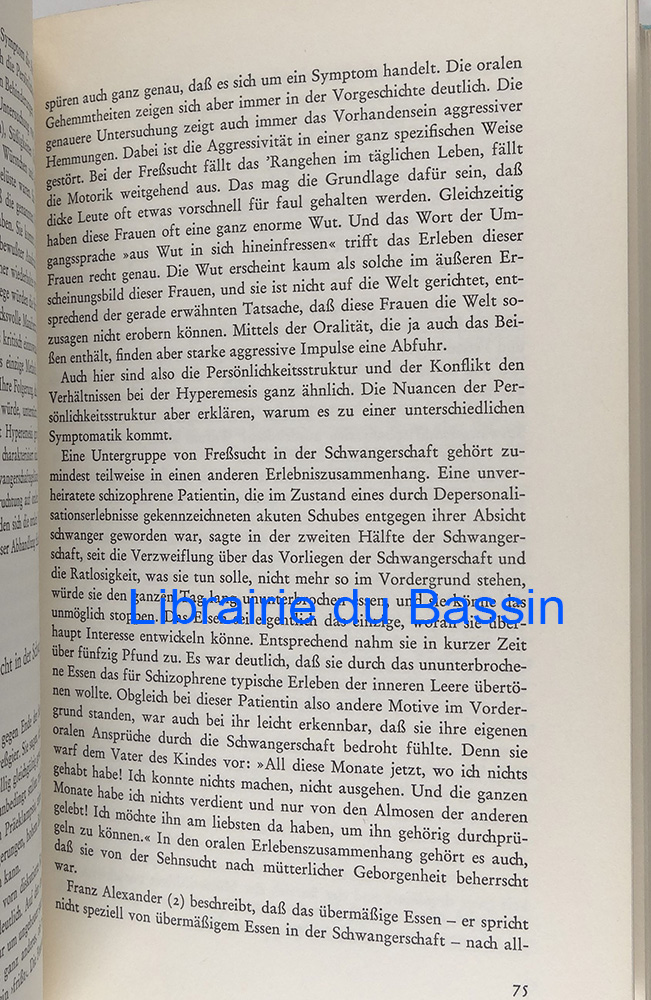 spüren auch ganz genau, daß es sich um ein Symptom handelt. Die oralen
Gehemmtheiten zeigen sich aber immer in der Vorgeschichte deutlich. Die
genauere Untersuchung zeigt auch immer das Vorhandensein aggressiver
Hemmungen. Dabei ist die Aggressivität in einer ganz spezifischen Weise
gestört. Bei der Freßsucht fällt das ’Rangehen im täglichen Leben, fällt
die Motorik weitgehend aus. Das mag die Grundlage dafür sein, daß
dicke Leute oft etwas vorschnell für faul gehalten werden. Gleichzeitig
haben diese Frauen oft eine ganz enorme Wut. Und das Wort der Um-
gangssprache »aus Wut in sich hineinfressen« trifft das Erleben dieser
Frauen recht genau. Die Wut erscheint kaum als solche im äußeren Er-
scheinungsbild dieser Frauen, und sie ist nicht auf die Welt gerichtet, ent-
sprechend der gerade erwähnten Tatsache, daß diese Frauen die Welt so-
zusagen nicht erobern können. Mittels der Oralität, die ja auch das Bei-
ßen enthält, finden aber starke aggressive Impulse eine Abfuhr.
Auch hier sind also die Persönlichkeitsstruktur und der Konflikt den
Verhältnissen bei der Hyperemesis ganz ähnlich. Die Nuancen der Per-
sönlichkeitsstruktur aber erklären, warum es zu einer unterschiedlichen
Symptomatik kommt.
Eine Untergruppe von Freßsucht in der Schwangerschaft gehört zu-
mindest teilweise in einen anderen Erlebniszusammenhang. Eine unver-
heiratete schizophrene Patientin, die im Zustand eines durch Depersonali-
sationserlebnisse gekennzeichneten akuten Schubes entgegen ihrer Absicht
schwanger geworden war, sagte in der zweiten Hälfte der Schwanger-
schaft, seit die Verzweiflung über das Vorliegen der Schwangerschaft und
die Ratlosigkeit, was sie tun solle, nicht mehr so im Vordergrund stehen,
würde sie den ganzen Tag lang ununterbrochen essen, und sie könne das
Librairie du Bassin
unmöglich stoppen. Das Essen sei eigentlich das einzige, woran sie über-
haupt Interesse entwickeln könne. Entsprechend nahm sie in kurzer Zeit
über fünfzig Pfund zu. Es war deutlich, daß sie durch das ununterbroche-
ne Essen das für Schizophrene typische Erleben der inneren Leere übertö-
nen wollte. Obgleich bei dieser Patientin also andere Motive im Vorder-
grund standen, war auch bei ihr leicht erkennbar, daß sie ihre eigenen
oralen Ansprüche durch die Schwangerschaft bedroht fühlte. Denn sie
warf dem Vater des Kindes vor: »All diese Monate jetzt, wo ich nichts
gehabt habe! Ich konnte nichts machen, nicht ausgehen. Und die ganzen
Monate habe ich nichts verdient und nur von den Almosen der anderen
gelebt! Ich möchte ihn am liebsten da haben, um ihn gehörig durchprü-
geln zu können.« In den oralen Erlebenszusammenhang gehört es auch,
daß sie von der Sehnsucht nach mütterlicher Geborgenheit beherrscht
war.
Franz Alexander (2) beschreibt, daß das übermäßige Essen – er spricht
nicht speziell von übermäßigem Essen in der Schwangerschaft – nach all-
75